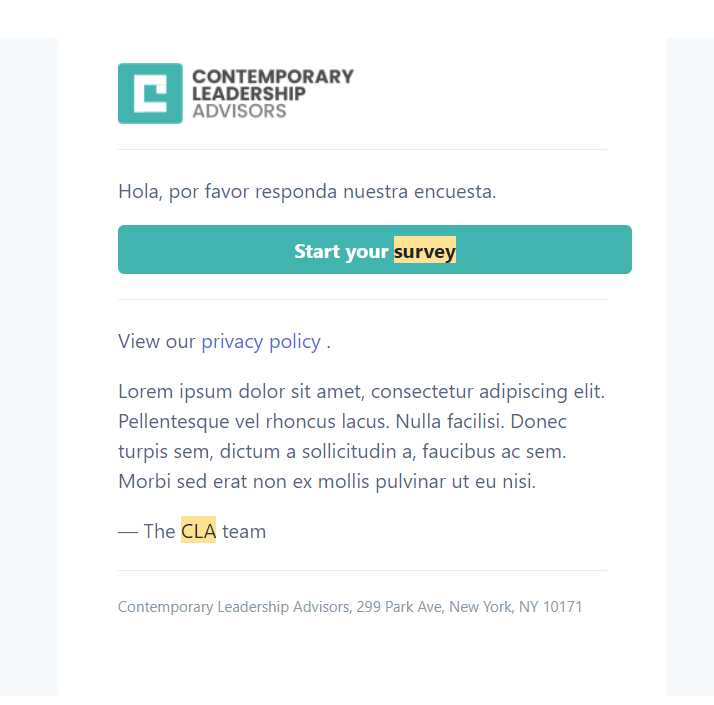 CONTEMPORARY
LEADERSHIP
ADVISORS
Hola, por favor responda nuestra encuesta.
Start your survey
View our privacy policy .
Lorem ipsum dolor sit amet, consectetur adipiscing elit.
Pellentesque vel rhoncus lacus. Nulla facilisi. Donec
turpis sem, dictum a sollicitudin a, faucibus ac sem.
Morbi sed erat non ex mollis pulvinar ut eu nisi.
— The CLA team
Contemporary Leadership Advisors, 299 Park Ave, New York, NY 10171